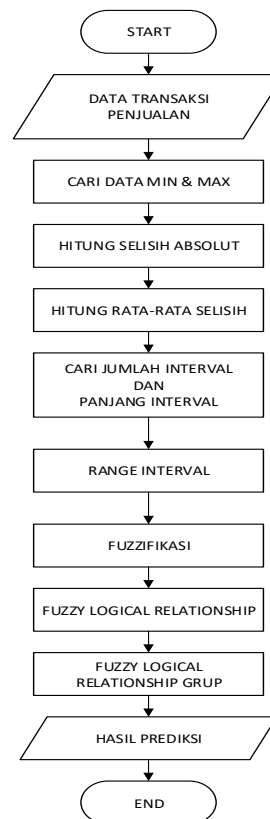 START
DATA TRANSAKSI
PENJUALAN
CARI DATA MIN & MAX
HITUNG SELISIH ABSOLUT
HITUNG RATA-RATA SELISIH
CARI JUMLAH INTERVAL
DAN
PANJANG INTERVAL
RANGE INTERVAL
FUZZIFIKASI
FUZZY LOGICAL RELATIONSHIP
FUZZY LOGICAL
RELATIONSHIP GRUP
HASIL PREDIKSI
END